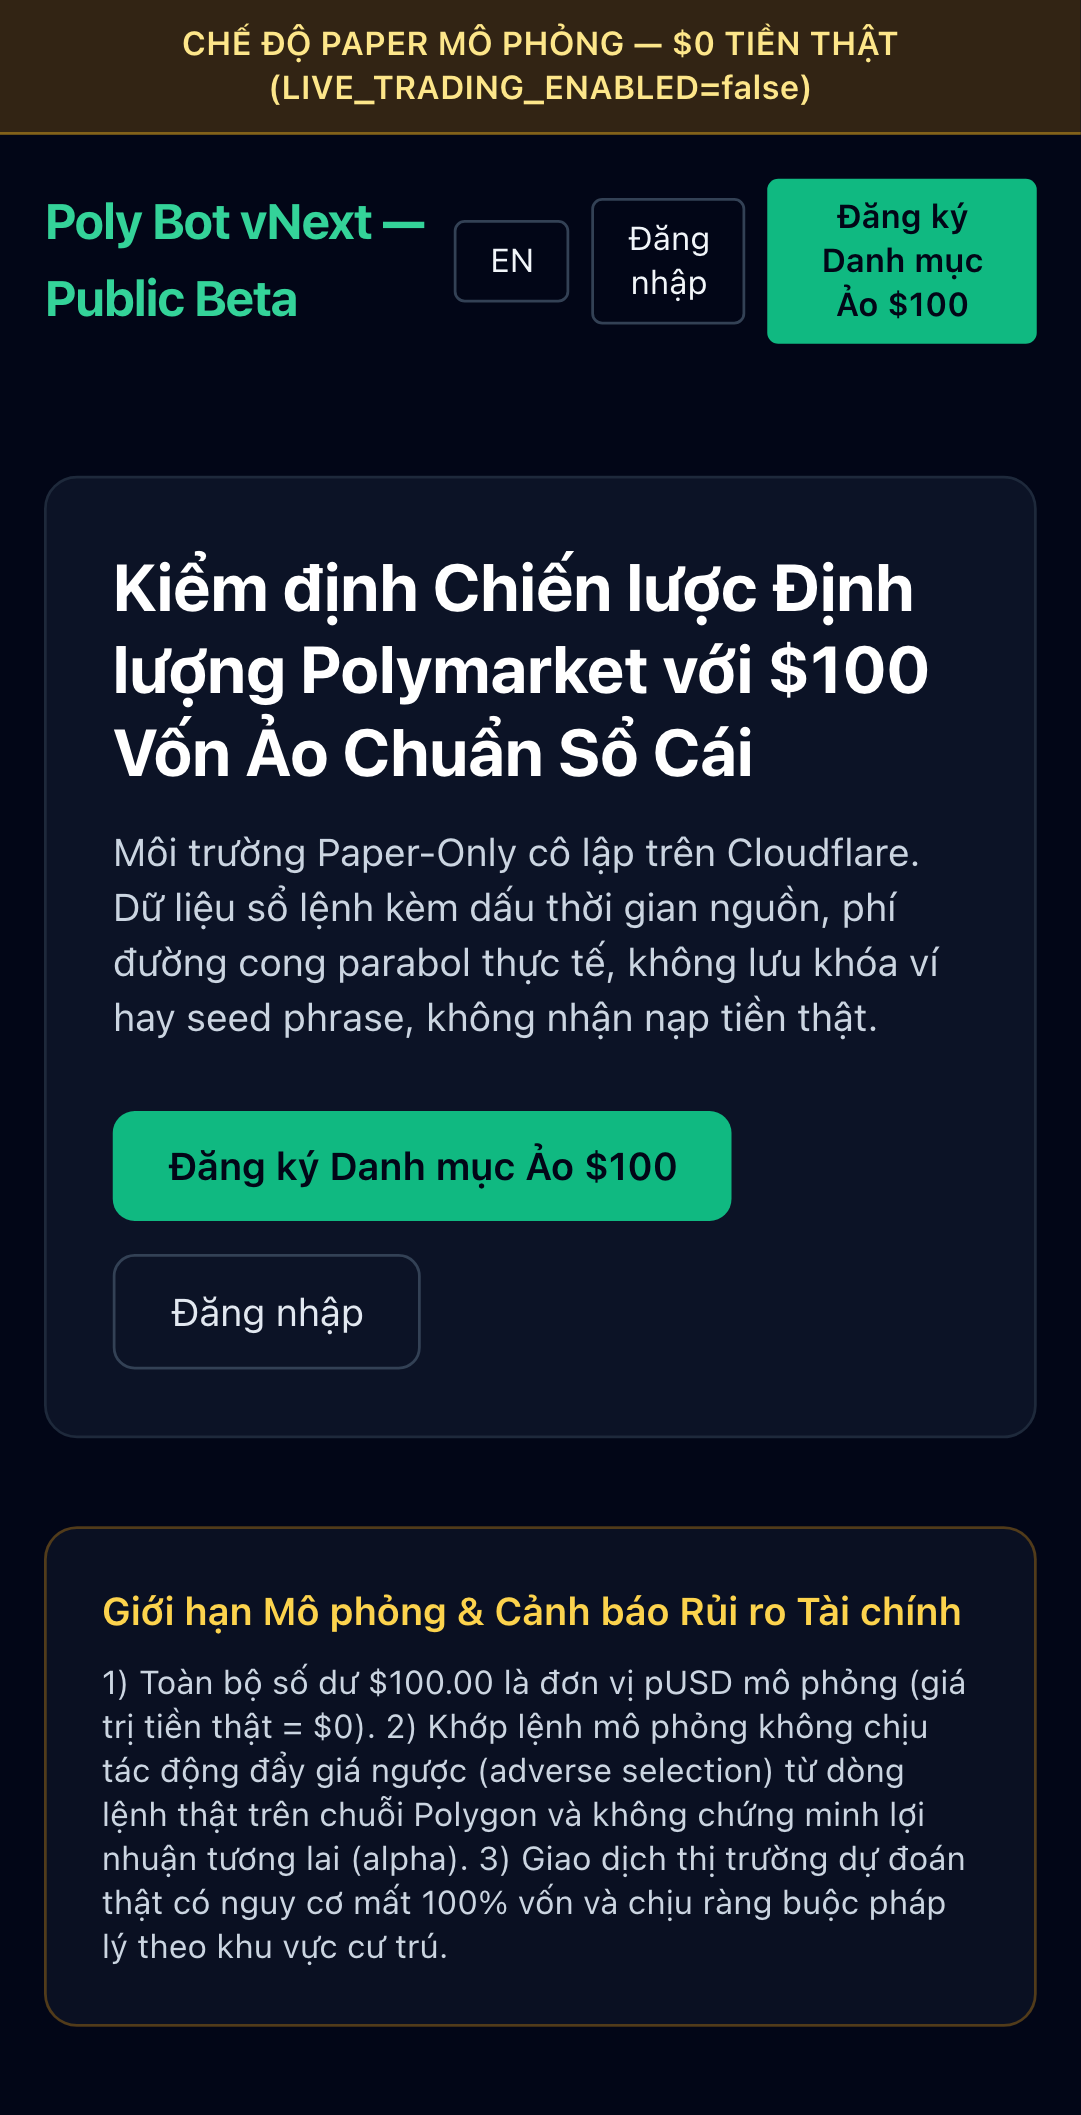 CHẾ ĐỘ PAPER MÔ PHỎNG — $0 TIỀN THẬT
(LIVE_TRADING_ENABLED=false)
Poly Bot vNext —
Public Beta
EN
Đăng
nhập
Đăng ký
Danh mục
Ảo $100
Kiểm định Chiến lược Định
lượng Polymarket với $100
Vốn Ảo Chuẩn Sổ Cái
Môi trường Paper-Only cô lập trên Cloudflare.
Dữ liệu sổ lệnh kèm dấu thời gian nguồn, phí
đường cong parabol thực tế, không lưu khóa ví
hay seed phrase, không nhận nạp tiền thật.
Đăng ký Danh mục Ảo $100
Đăng nhập
Giới hạn Mô phỏng & Cảnh báo Rủi ro Tài chính
1) Toàn bộ số dư $100.00 là đơn vị pUSD mô phỏng (giá
trị tiền thật = $0). 2) Khớp lệnh mô phỏng không chịu
tác động đẩy giá ngược (adverse selection) từ dòng
lệnh thật trên chuỗi Polygon và không chứng minh lợi
nhuận tương lai (alpha). 3) Giao dịch thị trường dự đoán
thật có nguy cơ mất 100% vốn và chịu ràng buộc pháp
lý theo khu vực cư trú.